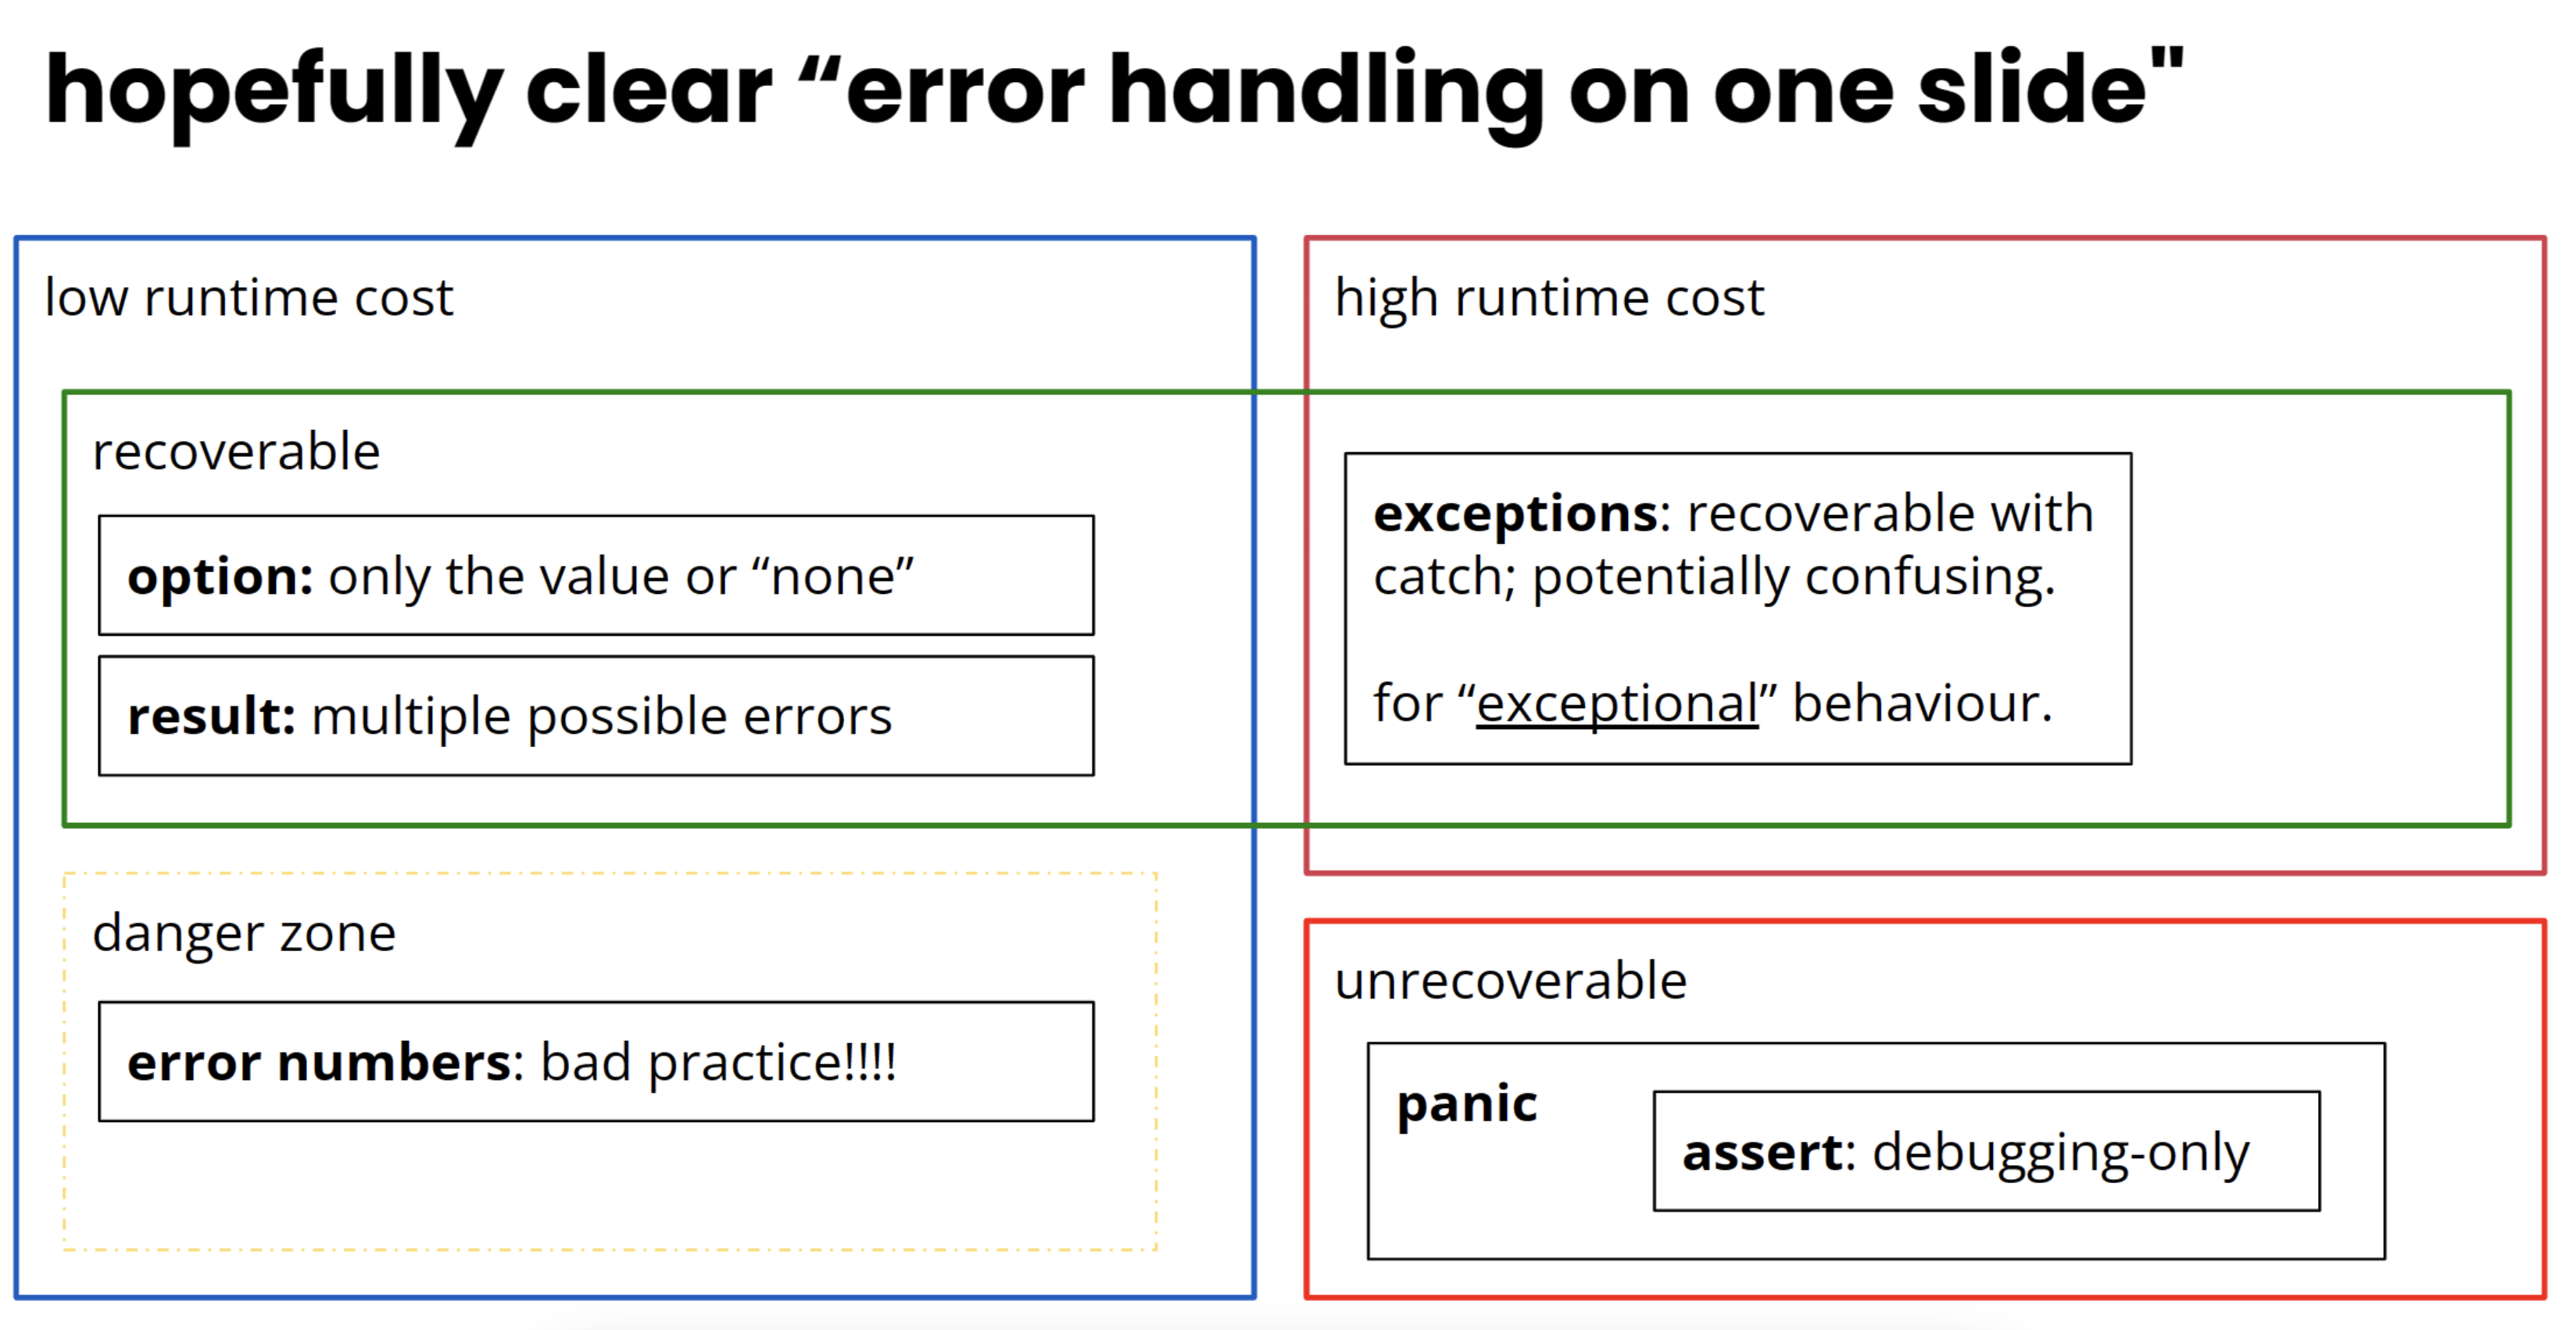 hopefully clear “error handling on one slide"
low runtime cost
high runtime cost
recoverable
option: only the value or “none”
result: multiple possible errors
exceptions: recoverable with
catch; potentially confusing.
for “exceptional” behaviour.
danger zone
error numbers: bad practice!!!!
unrecoverable
panic
assert: debugging-only